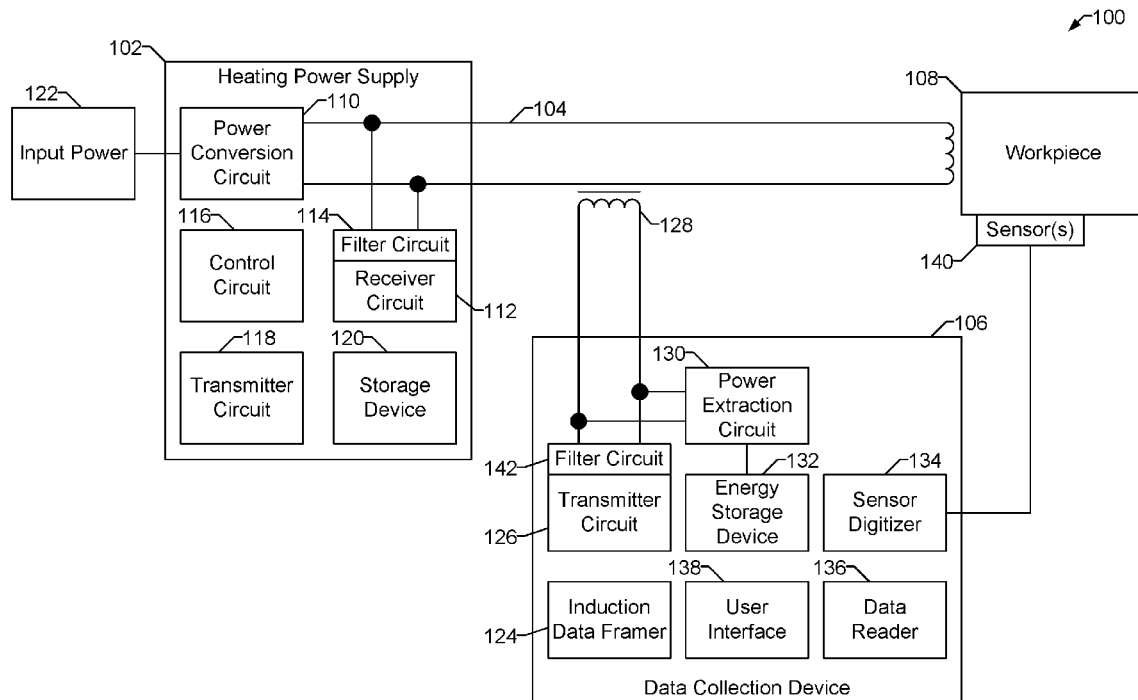 100
102
Heating Power Supply
108
122
110
104
Input Power
Power
Conversion
Circuit
Workpiece
116
114
128
Sensor(s)
140
Control
Circuit
Filter Circuit
Receiver
Circuit
112
106
118
120
130
Transmitter
Circuit
Storage
Device
Power
Extraction
Circuit
142
Filter Circuit
132
134
Transmitter
Circuit
126
Energy
Storage
Device
Sensor
Digitizer
138
136
Induction
Data Framer
124
User
Interface
Data
Reader
Data Collection Device